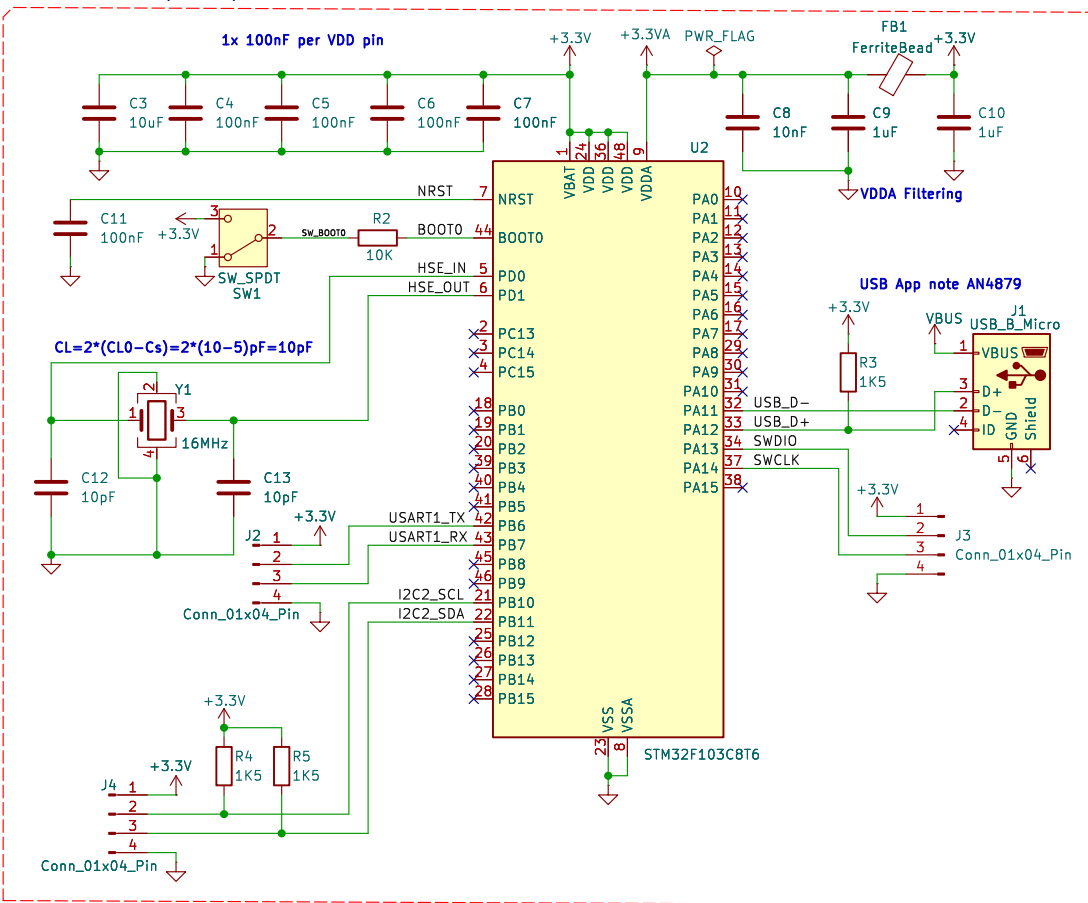 1x 100nF per VDD pin
+3.3V
+3.3VA
PWR_FLAG
FB1
FerriteBead
+3.3V
C3
10uF
C4
100nF
C5
100nF
C6
100nF
C7
100nF
C8
10nF
C9
1uF
C10
1uF
VDDA Filtering
U2
1
24
36
48
9
VBAT
VDD
VDD
VDD
VDDA
C11
100nF
NRST
7
NRST
+3.3V
3
2
1
SW_SPDT
SW1
SW_BOOT0
R2
10K
BOOT0
44
BOOT0
HSE_IN
5
PD0
HSE_OUT
6
PD1
2
PC13
3
PC14
4
PC15
CL=2*(CL0-Cs)=2*(10-5)pF=10pF
Y1
2
1
3
4
16MHz
C12
10pF
C13
10pF
18
PB0
19
PB1
20
PB2
39
PB3
40
PB4
41
PB5
USART1_TX
42
PB6
USART1_RX
43
PB7
45
PB8
46
PB9
I2C2_SCL
21
PB10
I2C2_SDA
22
PB11
25
PB12
26
PB13
27
PB14
28
PB15
J2
+3.3V
1
2
3
4
Conn_01x04_Pin
PA0
10
PA1
11
PA2
12
PA3
13
PA4
14
PA5
15
PA6
16
PA7
17
PA8
29
PA9
30
PA10
31
PA11
32
USB_D-
PA12
33
USB_D+
PA13
34
SWDIO
PA14
37
SWCLK
PA15
38
USB App note AN4879
+3.3V
R3
1K5
VBUS
J1
USB_B_Micro
1
VBUS
3
D+
2
D-
4
ID
GND
Shield
5
6
+3.3V
1
2
3
4
J3
Conn_01x04_Pin
VSS
VSSA
23
8
STM32F103C8T6
+3.3V
R4
1K5
R5
1K5
J4
+3.3V
1
2
3
4
Conn_01x04_Pin